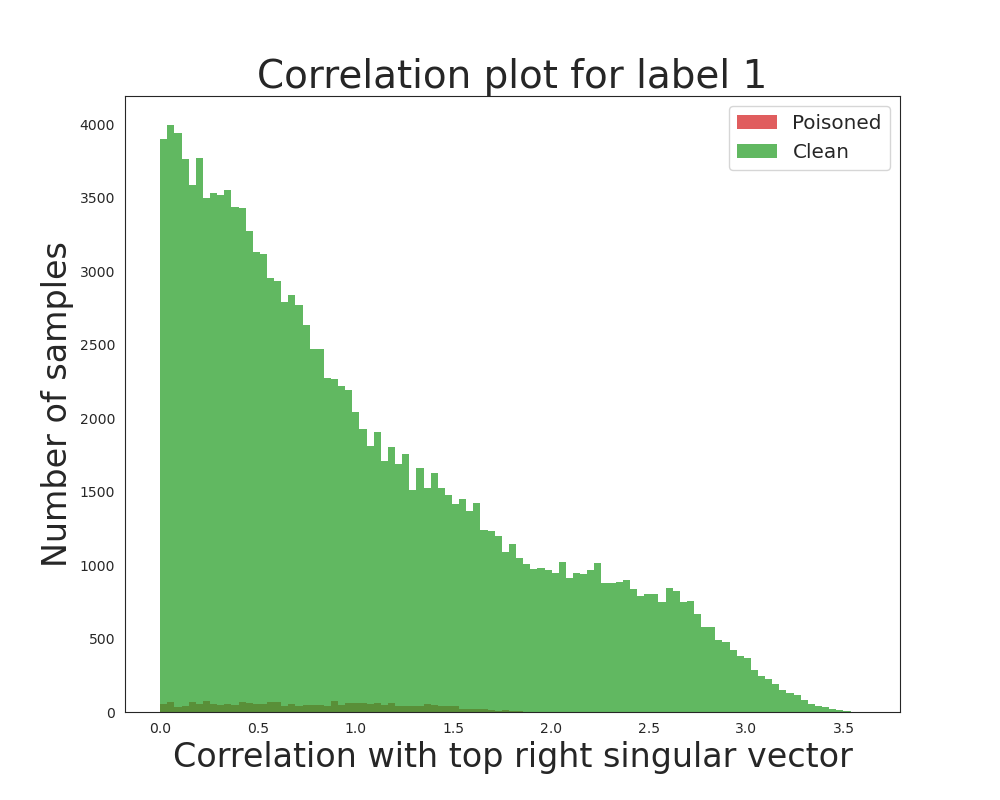 Correlation plot for label 1
Poisoned
Clean
Number of samples
4000
3500
3000
2500
2000
1500
1000
500
0
0.0 0.5 1.0 1.5 2.0 2.5 3.0 3.5
Correlation with top right singular vector